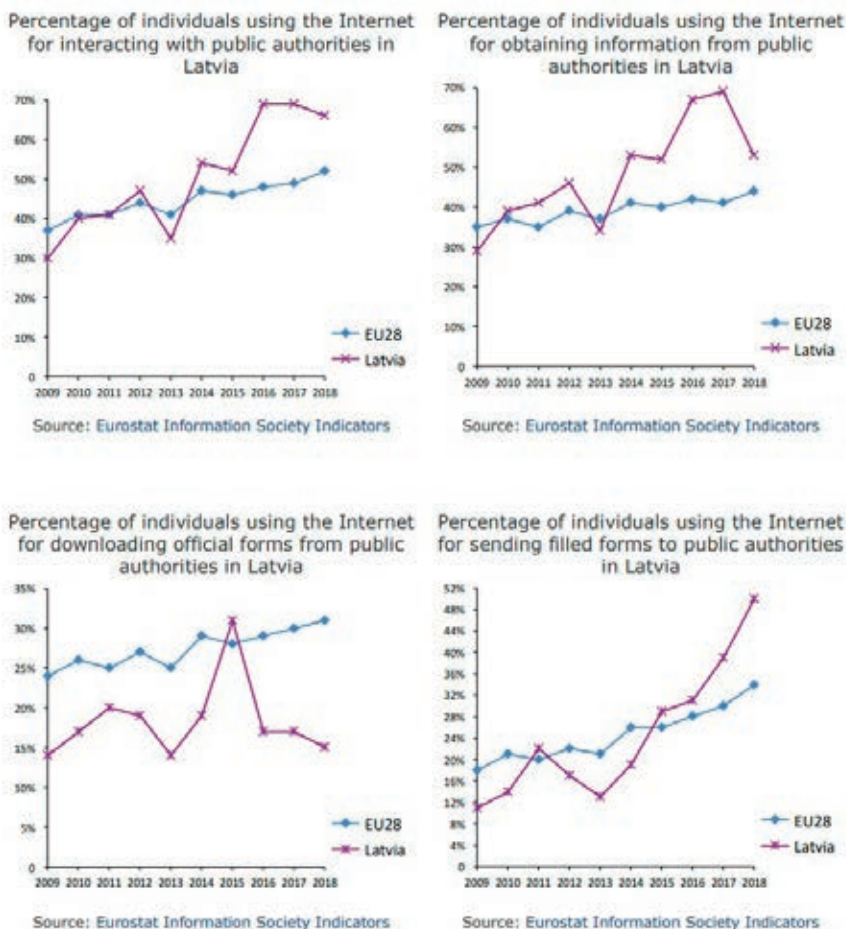 Percentage of individuals using the Internet
for interacting with public authorities in
Latvia
70%
60%
50%
40%
30%
20%
10%
0
2009 2010 2011 2012 2013 2014 2015 2016 2017 2018
EU28
Latvia
Source: Eurostat Information Society Indicators
Percentage of individuals using the Internet
for obtaining information from public
authorities in Latvia
70%
60%
50%
40%
30%
20%
10%
0
2009 2010 2011 2012 2013 2014 2015 2016 2017 2018
EU28
Latvia
Source: Eurostat Information Society Indicators
Percentage of individuals using the Internet
for downloading official forms from public
authorities in Latvia
35%
30%
25%
20%
15%
10%
5%
0
2009 2010 2011 2012 2013 2014 2015 2016 2017 2018
EU28
Latvia
Source: Eurostat Information Society Indicators
Percentage of individuals using the Internet
for sending filled forms to public authorities
in Latvia
52%
48%
44%
40%
36%
32%
28%
24%
20%
16%
12%
8%
4%
0
2009 2010 2011 2012 2013 2014 2015 2016 2017 2018
EU28
Latvia
Source: Eurostat Information Society Indicators